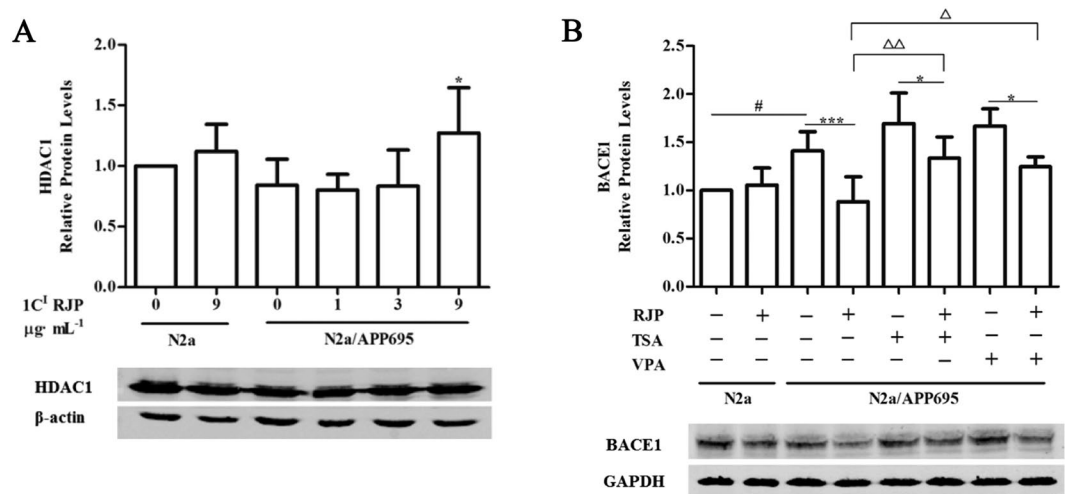 A
HDAC1
Relative Protein Levels
2.0
1.5
1.0
0.5
0.0
*
1C^I RJP
μg· mL^-1
0 9 0 1 3 9
N2a N2a/APP695
HDAC1
β-actin
B
BACE1
Relative Protein Levels
2.5
2.0
1.5
1.0
0.5
0.0
△
△△
# *** * *
RJP − + − + − + − +
TSA − − − − + + − −
VPA − − − − − − + +
N2a N2a/APP695
BACE1
GAPDH